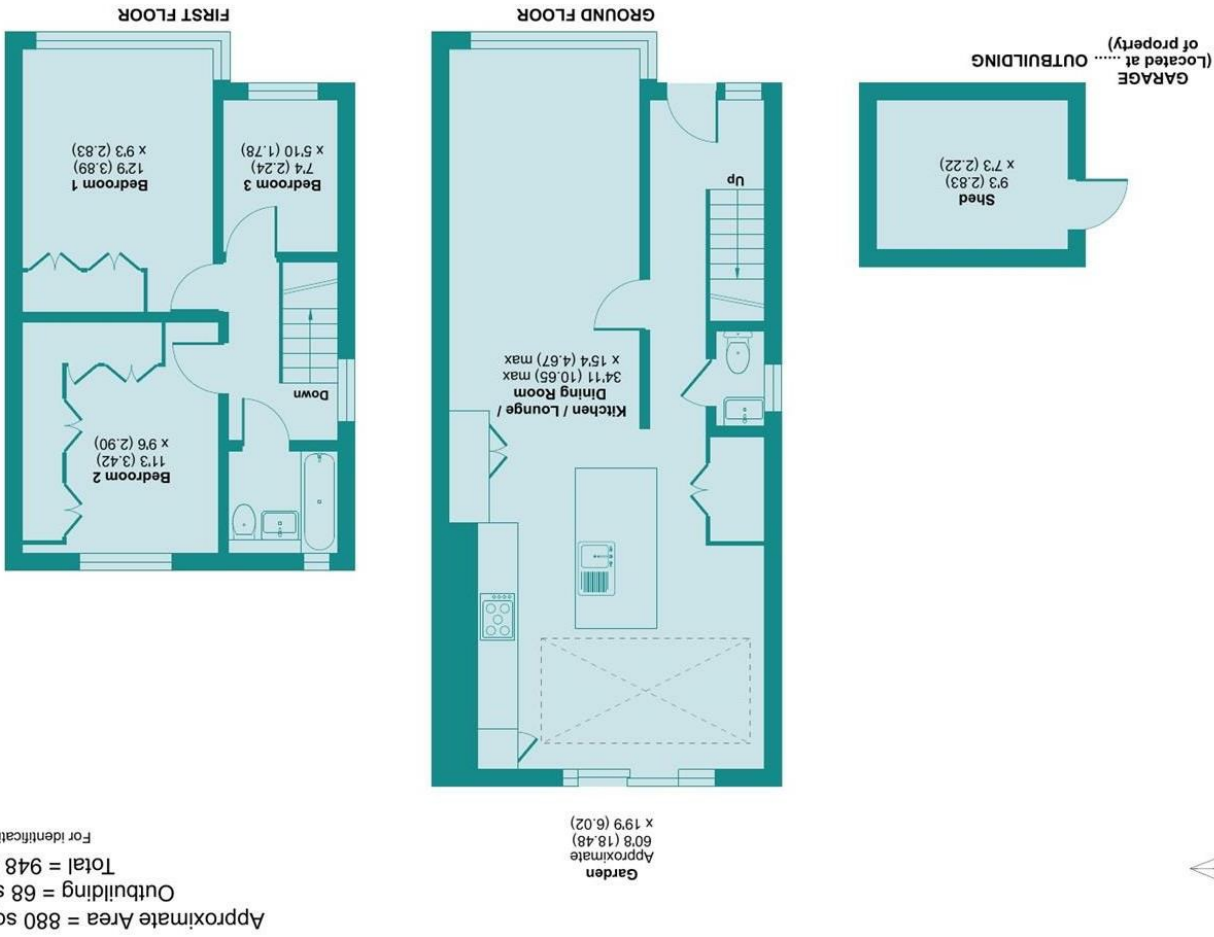 Approximate Area = 880 sq
Outbuilding = 68 s
Total = 948
For identificati
Garden
Approximate
60'8 (18.48)
x 19'9 (6.02)
Kitchen / Lounge /
Dining Room
34'11 (10.65) max
x 15'4 (4.67) max
Up
GROUND FLOOR
Bedroom 2
11'3 (3.42)
x 9'6 (2.90)
Down
Bedroom 3
7'4 (2.24)
x 5'10 (1.78)
Bedroom 1
12'9 (3.89)
x 9'3 (2.83)
FIRST FLOOR
Shed
9'3 (2.83)
x 7'3 (2.22)
OUTBUILDING
GARAGE
(Located at .....
of property)